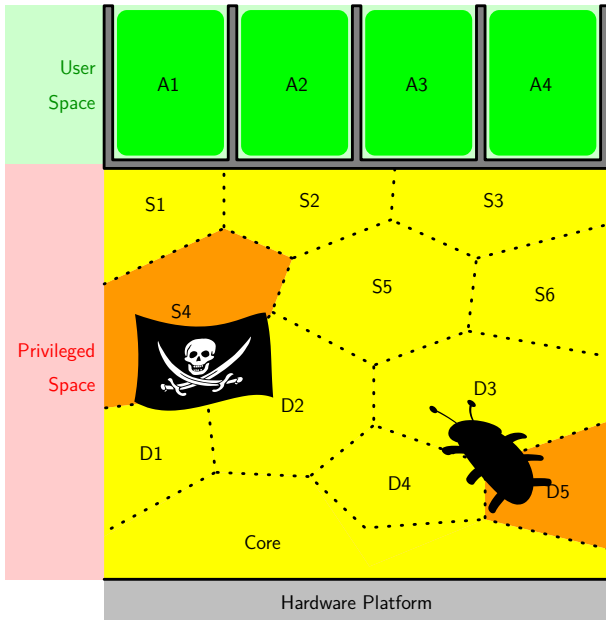 User
Space
A1
A2
A3
A4
S1
S2
S3
S4
S5
S6
Privileged
Space
D1
D2
D3
D4
D5
Core
Hardware Platform